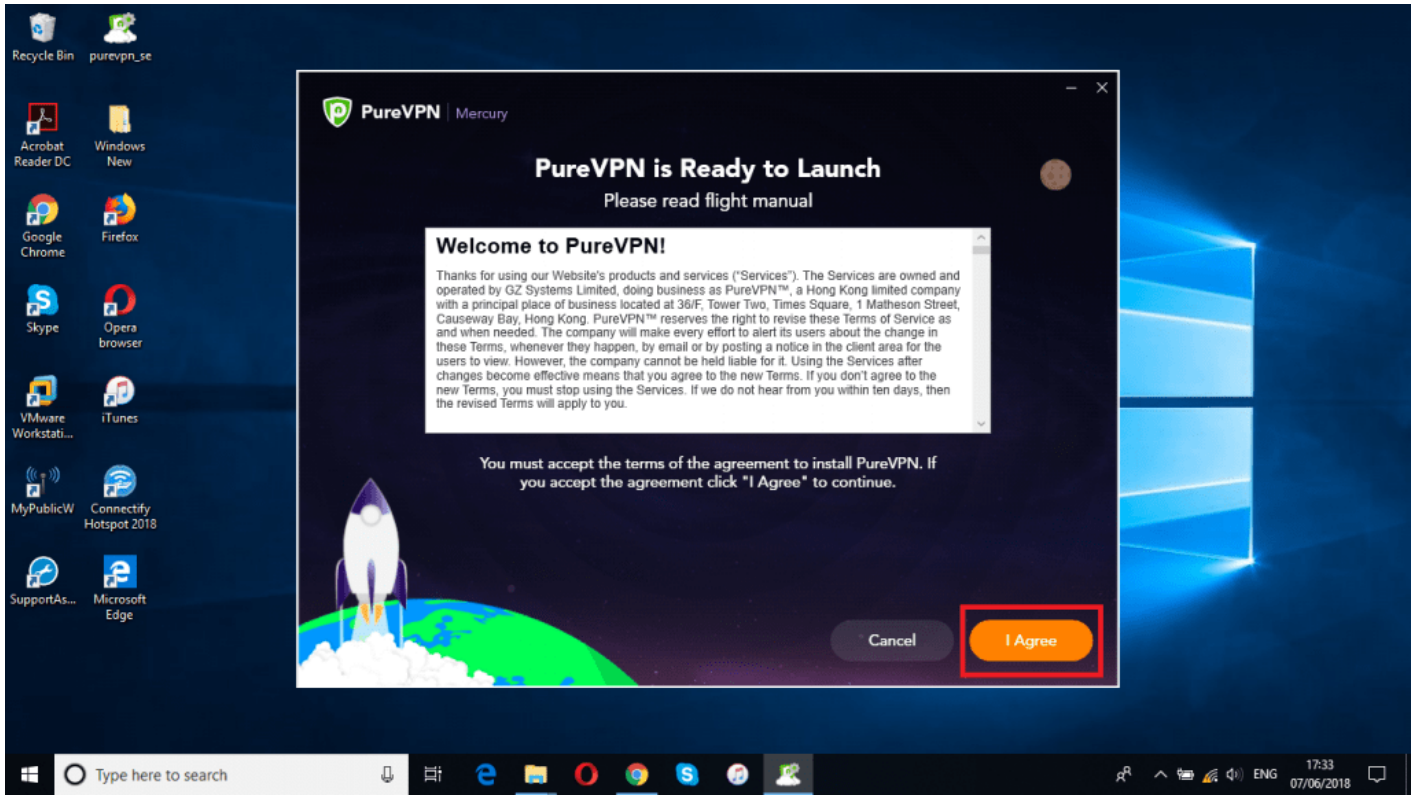 Recycle Bin
purevpn_se
Acrobat
Reader DC
Windows
New
Google
Chrome
Firefox
Skype
Opera
browser
VMware
Workstati...
iTunes
MyPublicW
Connectify
Hotspot 2018
SupportAs...
Microsoft
Edge
PureVPN | Mercury
PureVPN is Ready to Launch
Please read flight manual
Welcome to PureVPN!
Thanks for using our Website's products and services (“Services”). The Services are owned and
operated by GZ Systems Limited, doing business as PureVPN™, a Hong Kong limited company
with a principal place of business located at 36/F, Tower Two, Times Square, 1 Matheson Street,
Causeway Bay, Hong Kong. PureVPN™ reserves the right to revise these Terms of Service as
and when needed. The company will make every effort to alert its users about the change in
these Terms, whenever they happen, by email or by posting a notice in the client area for the
users to view. However, the company cannot be held liable for it. Using the Services after
changes become effective means that you agree to the new Terms. If you don't agree to the
new Terms, you must stop using the Services. If we do not hear from you within ten days, then
the revised Terms will apply to you.
You must accept the terms of the agreement to install PureVPN. If
you accept the agreement click "I Agree" to continue.
Cancel
I Agree
Type here to search
ENG
17:33
07/06/2018